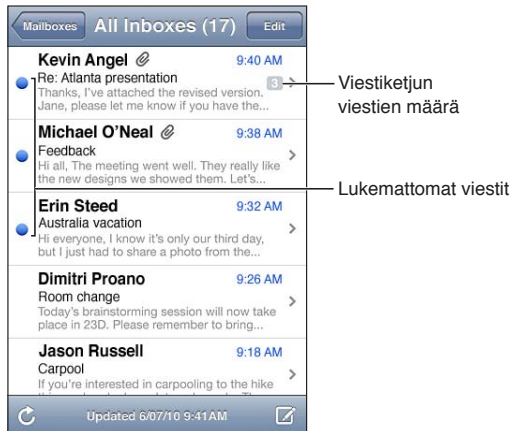 Mailboxes All Inboxes (17) Edit
Kevin Angel 9:40 AM
Re: Atlanta presentation
Thanks, I've attached the revised version. 3
Jane, please let me know if you have the...
Viestiketjun
viestien määrä
Michael O'Neal 9:38 AM
Feedback
Hi all, The meeting went well. They really like
the new designs we showed them. Let's...
Lukemattomat viestit
Erin Steed 9:32 AM
Australia vacation
Hi everyone, I know it's only our third day,
but I just had to share a photo from the...
Dimitri Proano 9:26 AM
Room change
Today's brainstorming session will now take
place in 23D. Please remember to bring...
Jason Russell 9:18 AM
Carpool
If you're interested in carpooling to the hike
Updated 6/07/10 9:41AM